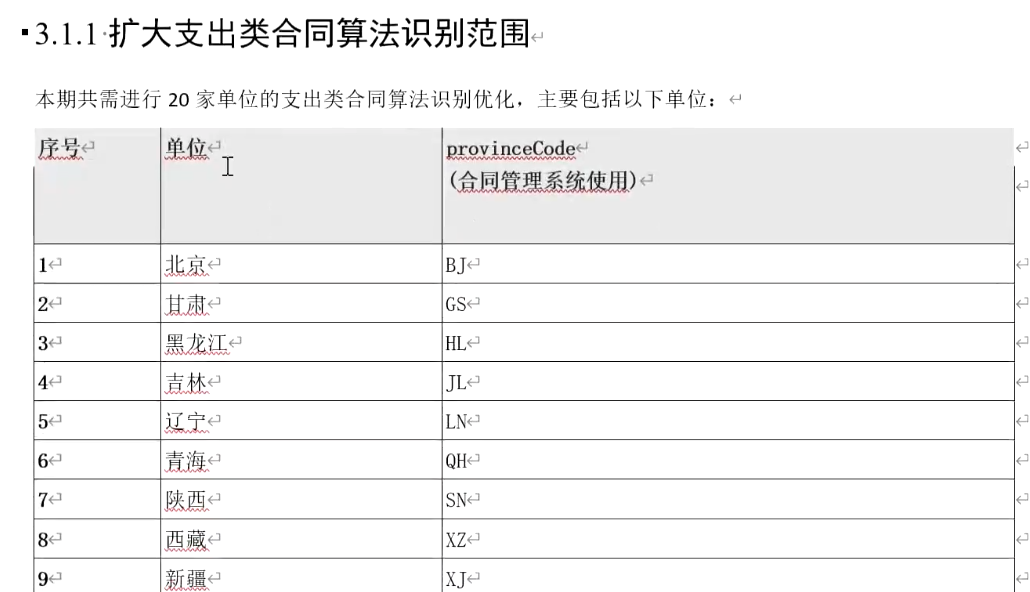 3.1.1 扩大支出类合同算法识别范围
本期共需进行 20 家单位的支出类合同算法识别优化，主要包括以下单位：
序号 单位 provinceCode
(合同管理系统使用)
1 北京 BJ
2 甘肃 GS
3 黑龙江 HL
4 吉林 JL
5 辽宁 LN
6 青海 QH
7 陕西 SN
8 西藏 XZ
9 新疆 XJ